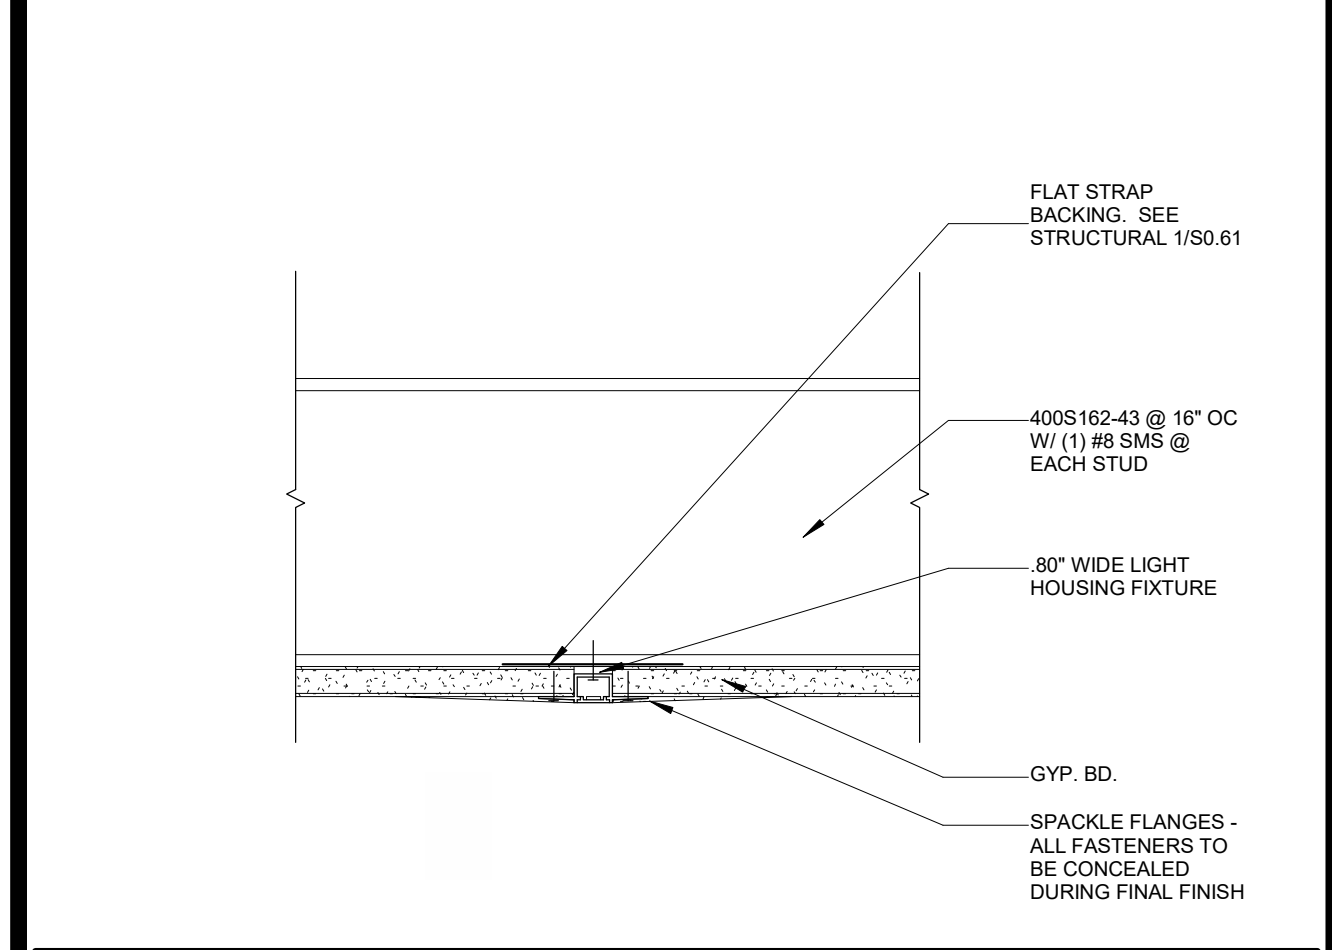 FLAT STRAP
BACKING.  SEE
STRUCTURAL 1/S0.61
400S162-43 @ 16" OC
W/ (1) #8 SMS @
EACH STUD
.80" WIDE LIGHT
HOUSING FIXTURE
GYP. BD.
SPACKLE FLANGES -
ALL FASTENERS TO
BE CONCEALED
DURING FINAL FINISH